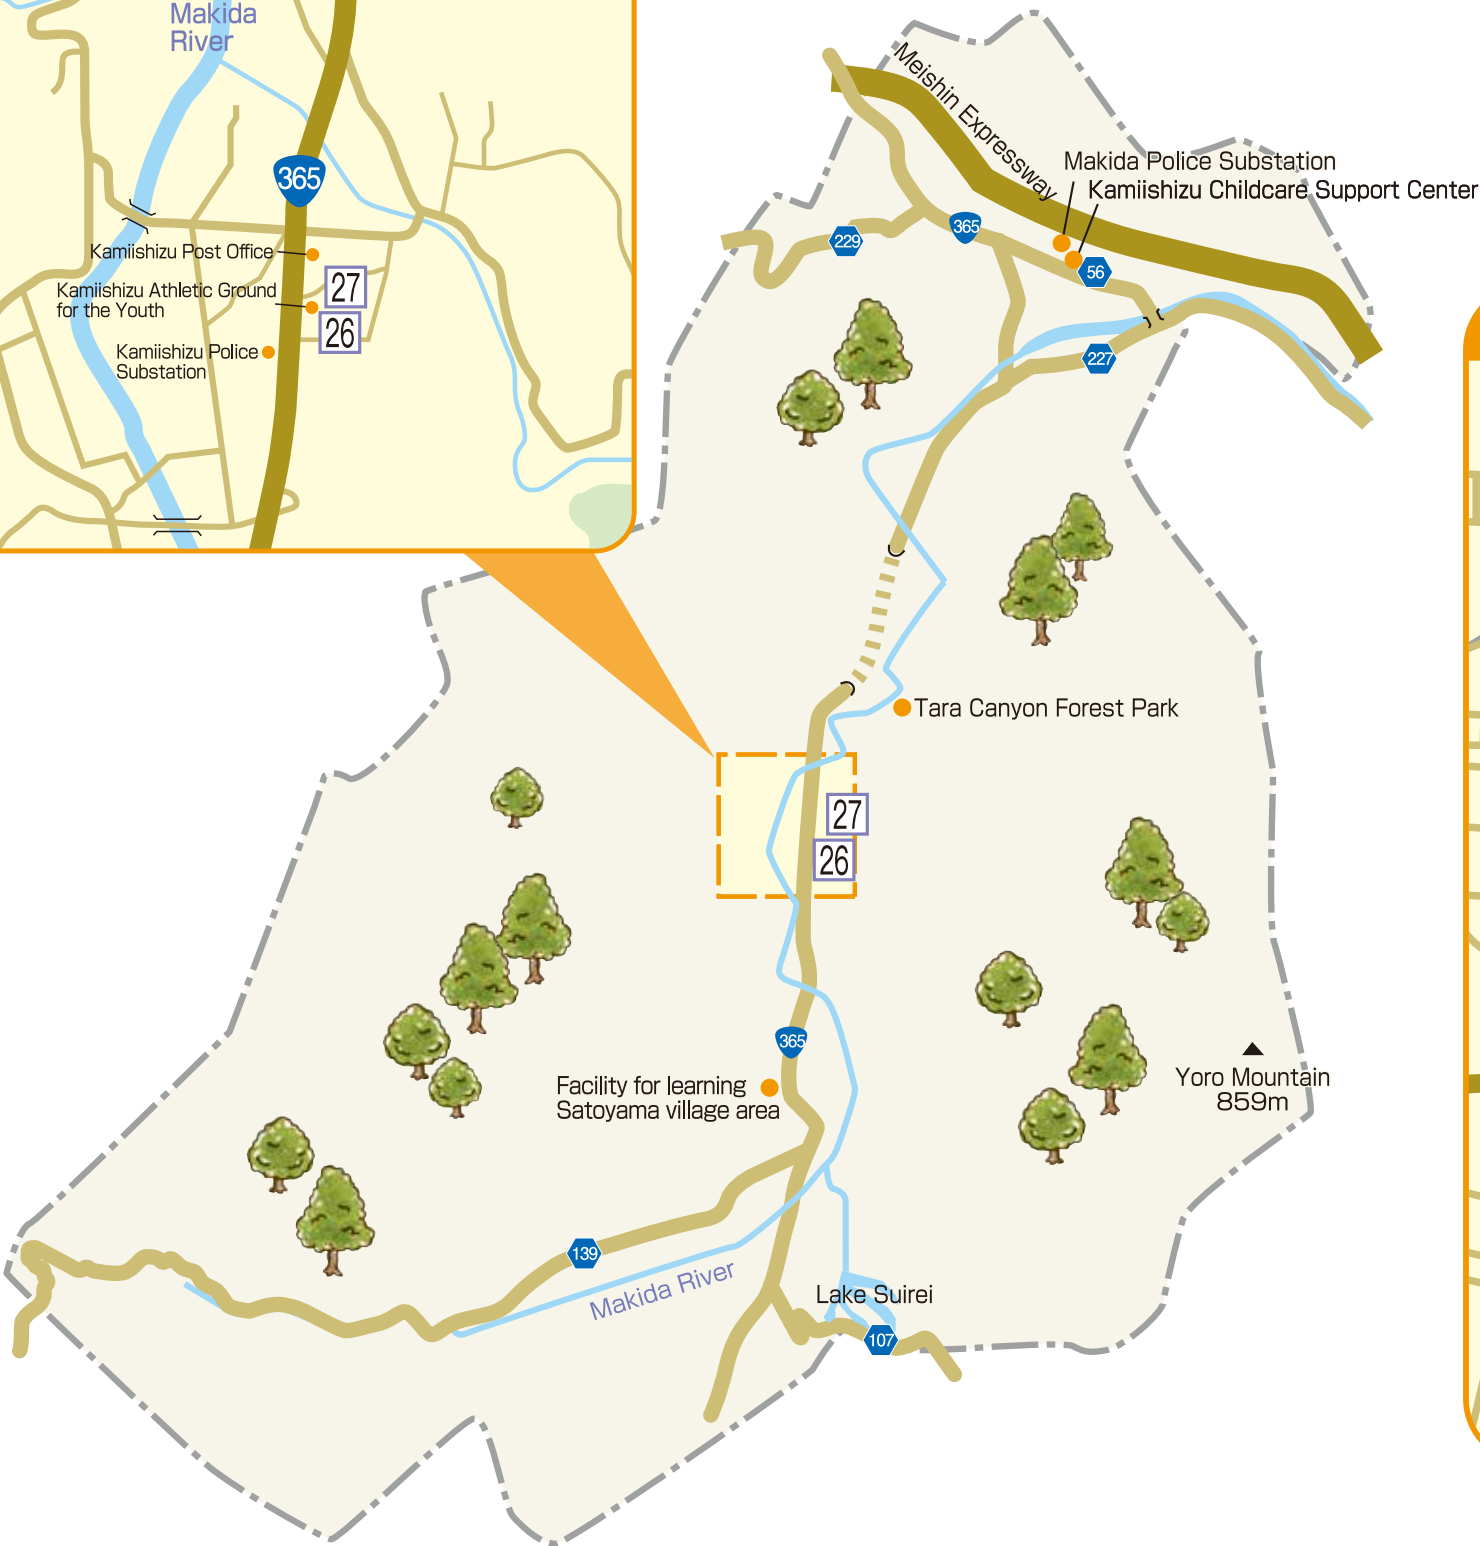 Makida
River
365
Kamiishizu Post Office
27
Kamiishizu Athletic Ground
for the Youth
26
Kamiishizu Police
Substation
Meishin Expressway
Makida Police Substation
Kamiishizu Childcare Support Center
365
229
56
227
Tara Canyon Forest Park
27
26
365
Facility for learning
Satoyama village area
Yoro Mountain
859m
139
Makida River
Lake Suirei
107